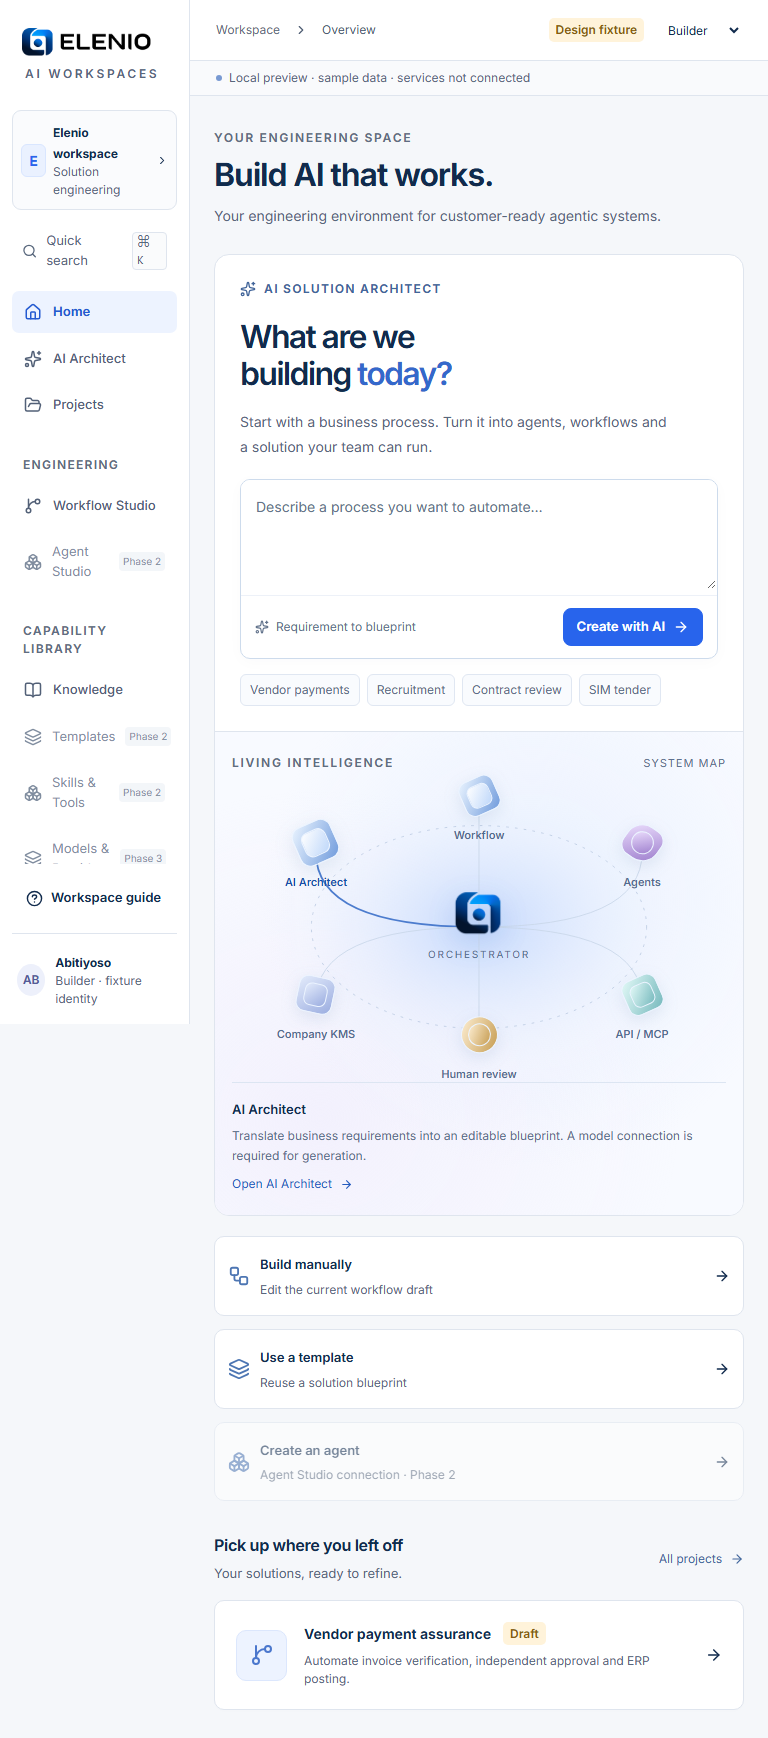 ELENIO
AI WORKSPACES
Elenio
workspace
Solution
engineering
E
Quick
search
⌘
K
Home
AI Architect
Projects
ENGINEERING
Workflow Studio
Agent
Studio
Phase 2
CAPABILITY
LIBRARY
Knowledge
Templates
Phase 2
Skills &
Tools
Phase 2
Models &
Phase 3
Workspace guide
AB
Abitiyoso
Builder · fixture
identity
Workspace
Overview
Design fixture
Builder
Local preview · sample data · services not connected
YOUR ENGINEERING SPACE
Build AI that works.
Your engineering environment for customer-ready agentic systems.
AI SOLUTION ARCHITECT
What are we
building today?
Start with a business process. Turn it into agents, workflows and
a solution your team can run.
Describe a process you want to automate...
Requirement to blueprint
Create with AI
Vendor payments
Recruitment
Contract review
SIM tender
LIVING INTELLIGENCE
SYSTEM MAP
Workflow
AI Architect
Agents
ORCHESTRATOR
Company KMS
API / MCP
Human review
AI Architect
Translate business requirements into an editable blueprint. A model connection is
required for generation.
Open AI Architect
Build manually
Edit the current workflow draft
Use a template
Reuse a solution blueprint
Create an agent
Agent Studio connection · Phase 2
Pick up where you left off
Your solutions, ready to refine.
All projects
Vendor payment assurance
Draft
Automate invoice verification, independent approval and ERP
posting.